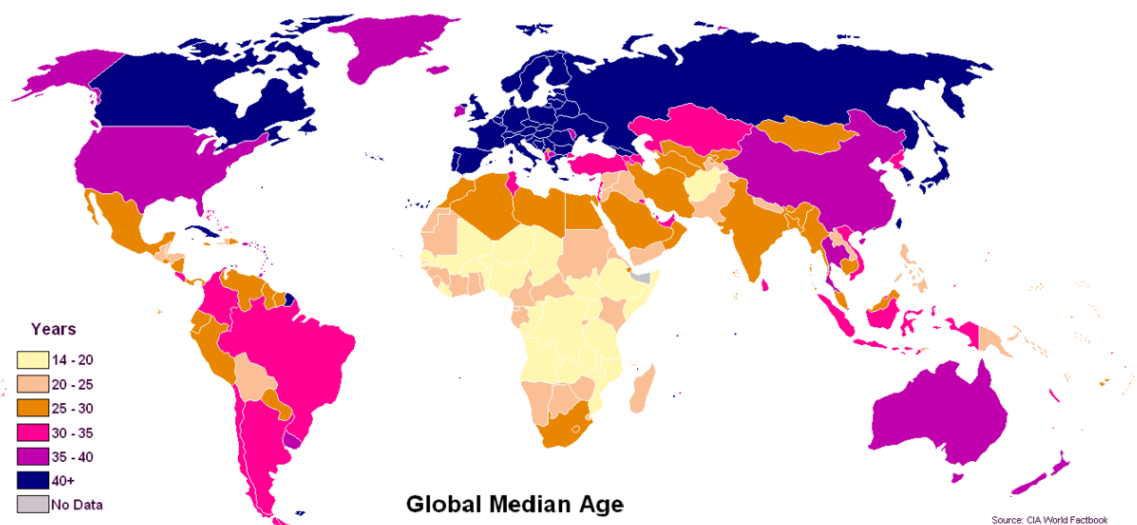 Years
14 - 20
20 - 25
25 - 30
30 - 35
35 - 40
40+
No Data
Global Median Age
Source: CIA World Factbook